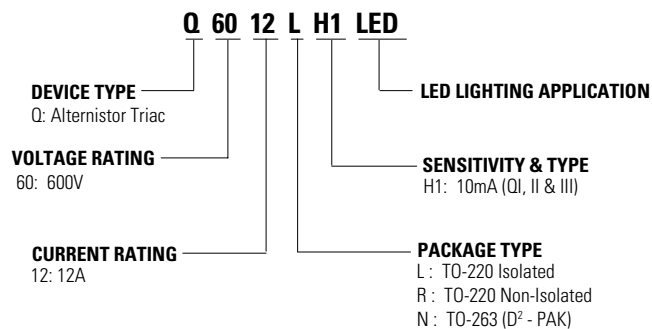 Q 60 12 L H1 LED
DEVICE TYPE
Q: Alternistor Triac
VOLTAGE RATING
60: 600V
CURRENT RATING
12: 12A
LED LIGHTING APPLICATION
SENSITIVITY & TYPE
H1: 10mA (QI, II & III)
PACKAGE TYPE
L : TO-220 Isolated
R : TO-220 Non-Isolated
N : TO-263 (D² - PAK)